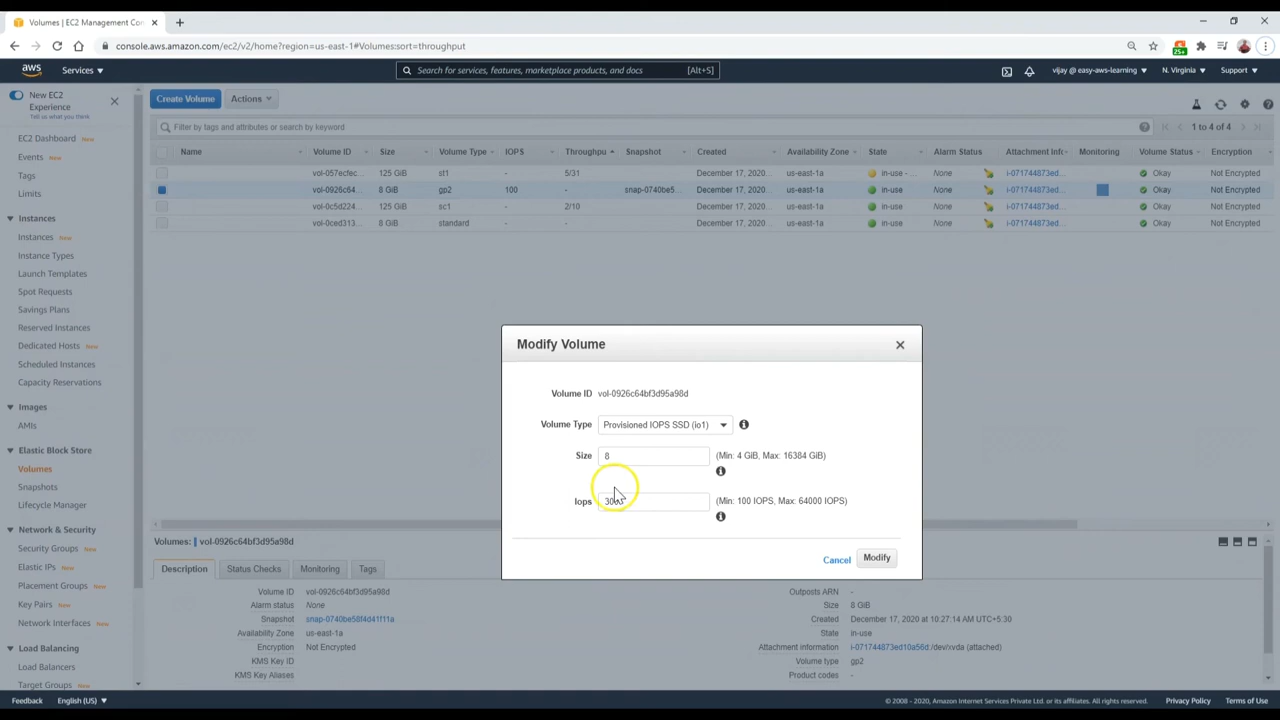 Volumes | EC2 Management Con
console.aws.amazon.com/ec2/v2/home?region=us-east-1#Volumes:sort=throughput
25+
aws Services Search for services, features, marketplace products, and docs [Alt+S] vijay @ easy-aws-learning N. Virginia Support
New EC2 Experience
Tell us what you think
EC2 Dashboard New
Events New
Tags
Limits
Instances
Instances New
Instance Types
Launch Templates
Spot Requests
Savings Plans
Reserved Instances
Dedicated Hosts New
Scheduled Instances
Capacity Reservations
Images
AMIs
Elastic Block Store
Volumes
Snapshots
Lifecycle Manager
Network & Security
Security Groups New
Elastic IPs New
Placement Groups New
Key Pairs New
Network Interfaces New
Load Balancing
Load Balancers
Target Groups New
Create Volume Actions
Filter by tags and attributes or search by keyword 1 to 4 of 4
Name Volume ID Size Volume Type IOPS Throughpu Snapshot Created Availability Zone State Alarm Status Attachment Info Monitoring Volume Status Encryption
vol-057ecfec... 125 GiB st1 - 5/31 December 17, 2020... us-east-1a in-use - ... None i-071744873ed... Okay Not Encrypted
vol-0926c64... 8 GiB gp2 100 - snap-0740be5... December 17, 2020... us-east-1a in-use None i-071744873ed... Okay Not Encrypted
vol-0c5d224... 125 GiB sc1 - 2/10 December 17, 2020... us-east-1a in-use None i-071744873ed... Okay Not Encrypted
vol-0ced313... 8 GiB standard - - December 17, 2020... us-east-1a in-use None i-071744873ed... Okay Not Encrypted
Modify Volume
Volume ID vol-0926c64bf3d95a98d
Volume Type Provisioned IOPS SSD (io1)
Size 8 (Min: 4 GiB, Max: 16384 GiB)
Iops (Min: 100 IOPS, Max: 64000 IOPS)
Cancel Modify
Volumes: vol-0926c64bf3d95a98d
Description Status Checks Monitoring Tags
Volume ID vol-0926c64bf3d95a98d
Alarm status None
Snapshot snap-0740be58f4d41f11a
Availability Zone us-east-1a
Encryption Not Encrypted
KMS Key ID
KMS Key Aliases
Outposts ARN -
Size 8 GiB
Created December 17, 2020 at 10:27:14 AM UTC+5:30
State in-use
Attachment information i-071744873ed10a56d:/dev/xvda (attached)
Volume type gp2
Product codes -
Feedback English (US) © 2008 - 2020, Amazon Internet Services Private Ltd. or its affiliates. All rights reserved. Privacy Policy Terms of Use